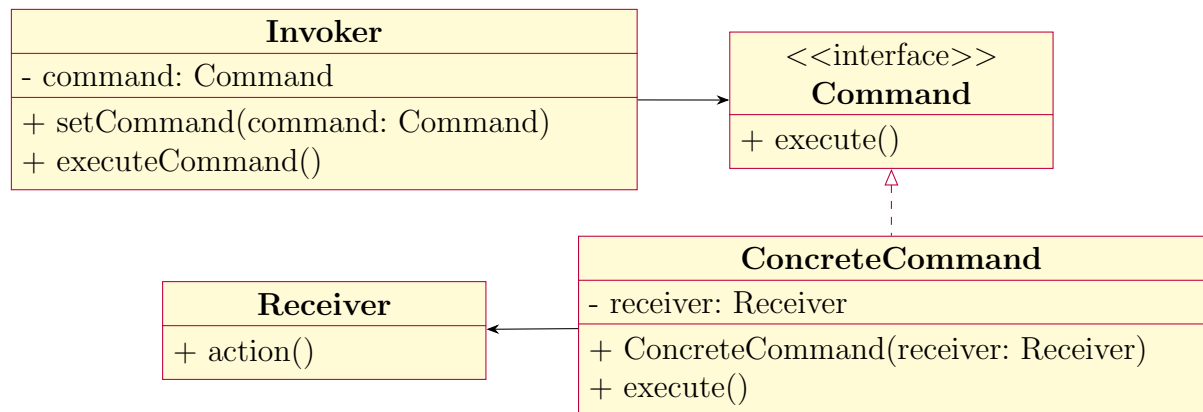 Invoker
- command: Command
+ setCommand(command: Command)
+ executeCommand()
<<interface>>
Command
+ execute()
ConcreteCommand
- receiver: Receiver
+ ConcreteCommand(receiver: Receiver)
+ execute()
Receiver
+ action()